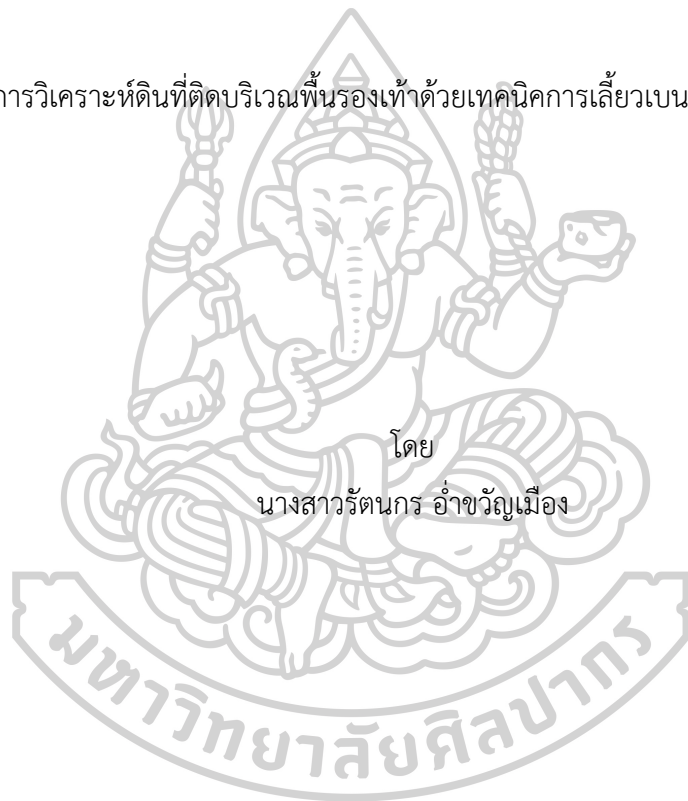 การวิเคราะห์ดินที่ติดบริเวณพื้นรองเท้าด้วยเทคนิคการเลี้ยวเบน
โดย
นางสาวรัตนกร อ่ำขวัญเมือง
มหาวิทยาลัยศิลปากร